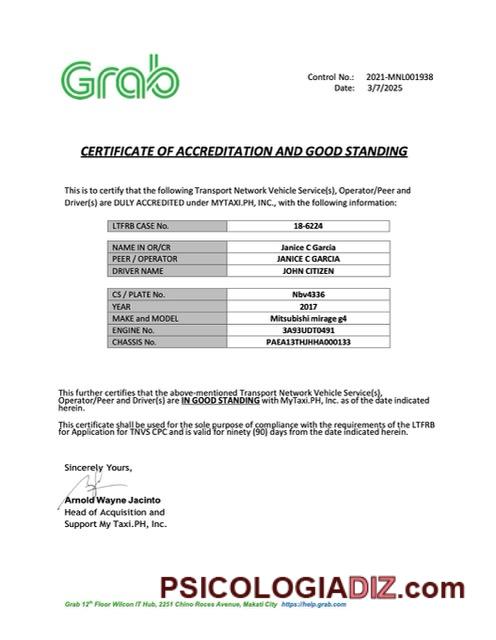 Grab
Control No.: 2021-MNL001938
Date: 3/7/2025
CERTIFICATE OF ACCREDITATION AND GOOD STANDING
This is to certify that the following Transport Network Vehicle Service(s), Operator/Peer and
Driver(s) are DULY ACCREDITED under MYTAXI.PH, INC., with the following information:
LTFRB CASE No. 18-6224
NAME IN OR/CR Janice C Garcia
PEER / OPERATOR JANICE C GARCIA
DRIVER NAME JOHN CITIZEN
CS / PLATE No. Nbv4336
YEAR 2017
MAKE and MODEL Mitsubishi mirage g4
ENGINE No. 3A93UDT0491
CHASSIS No. PAEA13THJHHA000133
This further certifies that the above-mentioned Transport Network Vehicle Service(s),
Operator/Peer and Driver(s) are IN GOOD STANDING with MyTaxi.PH, Inc. as of the date indicated
herein.
This certificate shall be used for the sole purpose of compliance with the requirements of the LTFRB
for Application for TNVS CPC and is valid for ninety (90) days from the date indicated herein.
Sincerely Yours,
Arnold Wayne Jacinto
Head of Acquisition and
Support My Taxi.PH, Inc.
PSICOLOGIADIZ.com
Grab 12th Floor Wilcon IT Hub, 2251 Chino Roces Avenue, Makati City https://help.grab.com